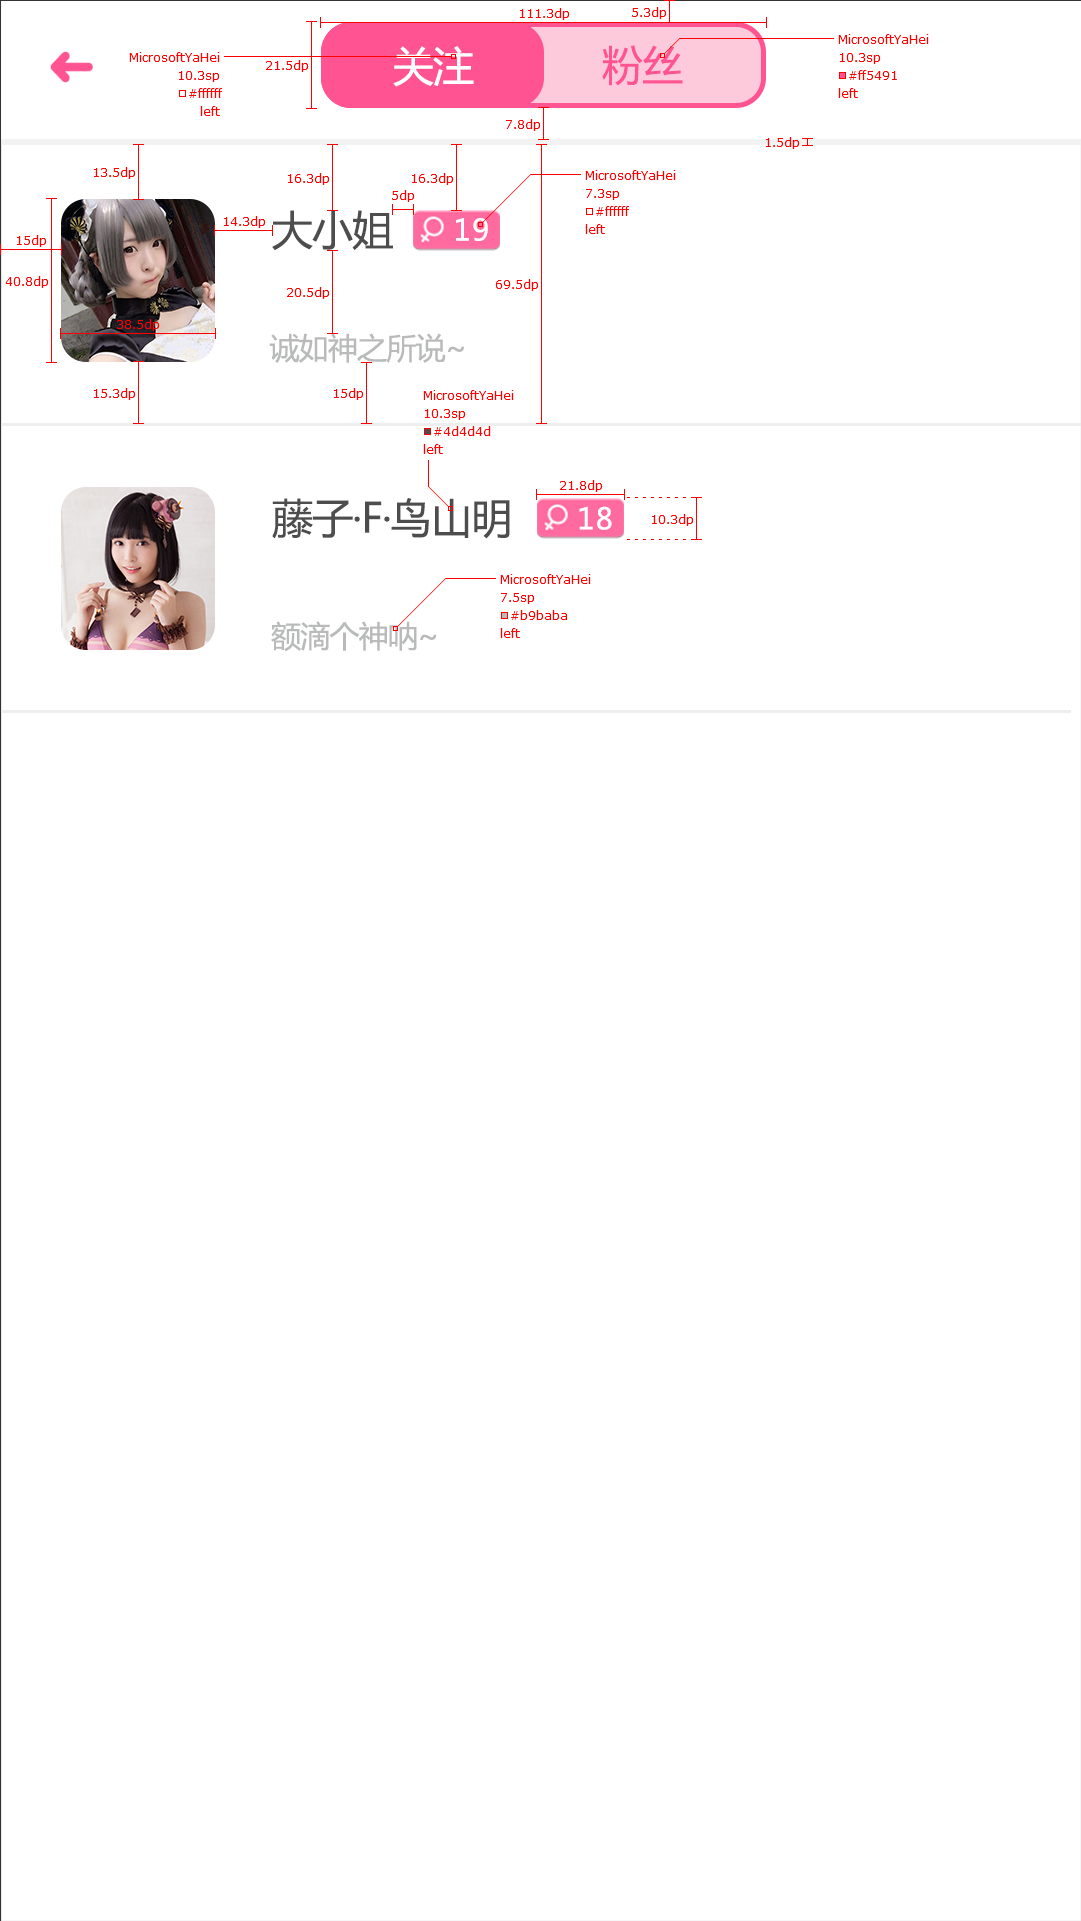 111.3dp
5.3dp
MicrosoftYaHei
10.3sp
#ffffff
left
21.5dp
关注
粉丝
MicrosoftYaHei
10.3sp
#ff5491
left
7.8dp
1.5dp
13.5dp
16.3dp
16.3dp
5dp
MicrosoftYaHei
7.3sp
#ffffff
left
15dp
14.3dp
大小姐
19
40.8dp
20.5dp
69.5dp
38.5dp
诚如神之所说~
15.3dp
15dp
MicrosoftYaHei
10.3sp
#4d4d4d
left
21.8dp
藤子·F·鸟山明
18
10.3dp
MicrosoftYaHei
7.5sp
#b9baba
left
额滴个神呐~